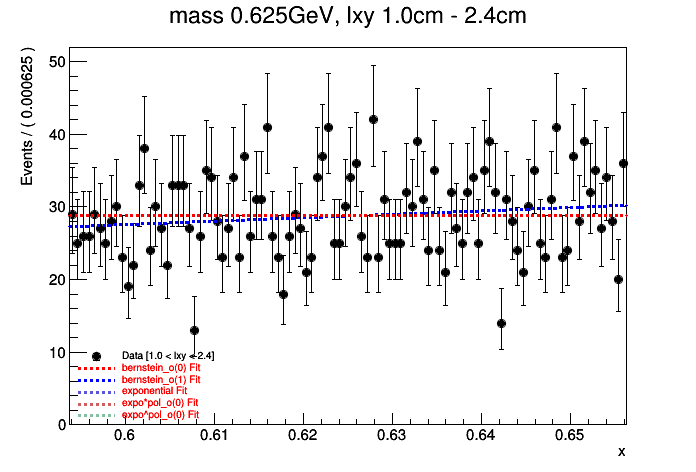 mass 0.625GeV, lxy 1.0cm - 2.4cm
Events / ( 0.000625 )
50
40
30
20
10
0
Data [1.0 < lxy < 2.4]
bernstein_o(0) Fit
bernstein_o(1) Fit
exponential Fit
expo*pol_o(0) Fit
expo^pol_o(0) Fit
0.6 0.61 0.62 0.63 0.64 0.65
x